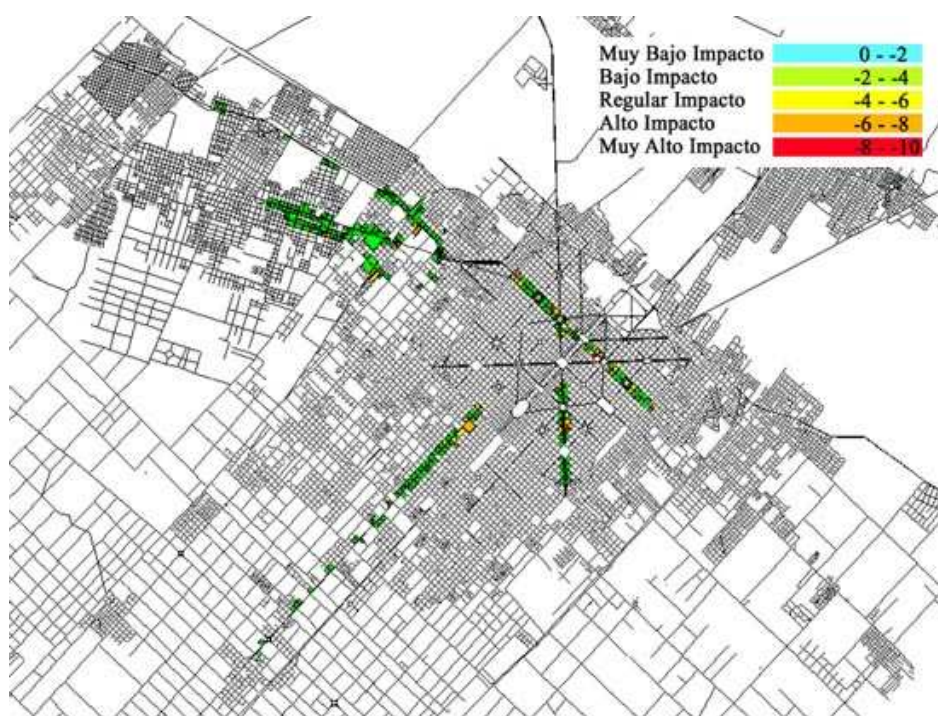 Muy Bajo Impacto 0 - -2
Bajo Impacto -2 - -4
Regular Impacto -4 - -6
Alto Impacto -6 - -8
Muy Alto Impacto -8 - -10